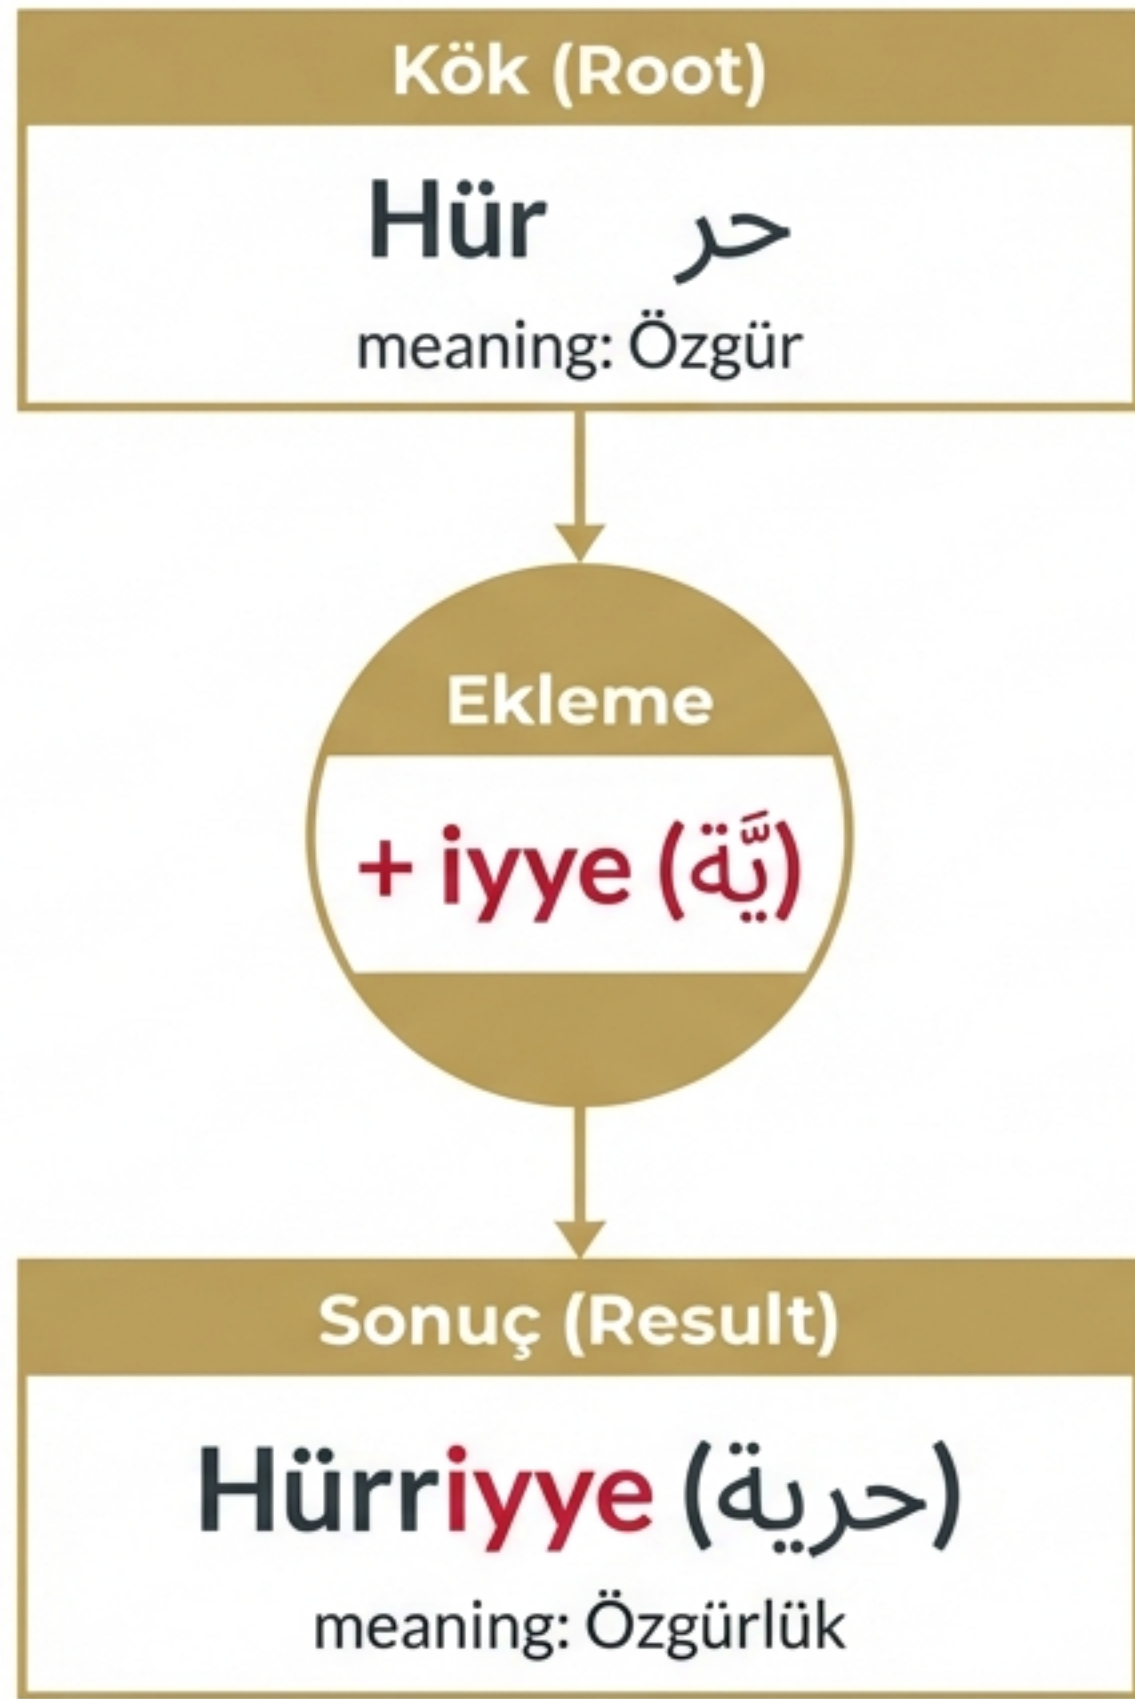 Kök (Root)
Hür حر
meaning: Özgür
Ekleme
+ iyye (يَّة)
Sonuç (Result)
Hürriyye (حرية)
meaning: Özgürlük